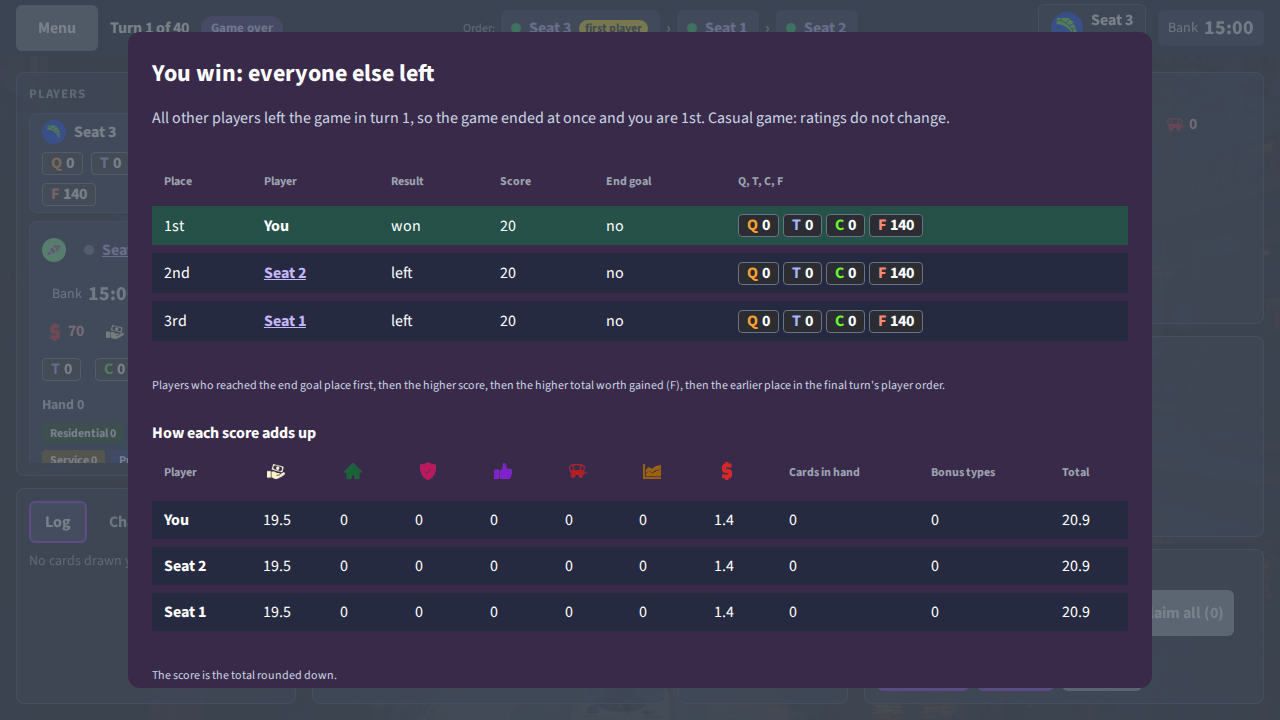 Menu
Turn 1 of 40 Game over
Order: Seat 3 first player › Seat 1 › Seat 2
Seat 3
Bank 15:00
PLAYERS
Seat 3
Q 0 T 0
F 140
Bank 15:0
$ 70
T 0 C 0
Hand 0
Residential 0
Service 0
Log
No cards drawn
0
aim all (0)
You win: everyone else left
All other players left the game in turn 1, so the game ended at once and you are 1st. Casual game: ratings do not change.
Place Player Result Score End goal Q, T, C, F
1st You won 20 no Q 0 T 0 C 0 F 140
2nd Seat 2 left 20 no Q 0 T 0 C 0 F 140
3rd Seat 1 left 20 no Q 0 T 0 C 0 F 140
Players who reached the end goal place first, then the higher score, then the higher total worth gained (F), then the earlier place in the final turn's player order.
How each score adds up
Player $ Cards in hand Bonus types Total
You 19.5 0 0 0 0 0 1.4 0 0 20.9
Seat 2 19.5 0 0 0 0 0 1.4 0 0 20.9
Seat 1 19.5 0 0 0 0 0 1.4 0 0 20.9
The score is the total rounded down.